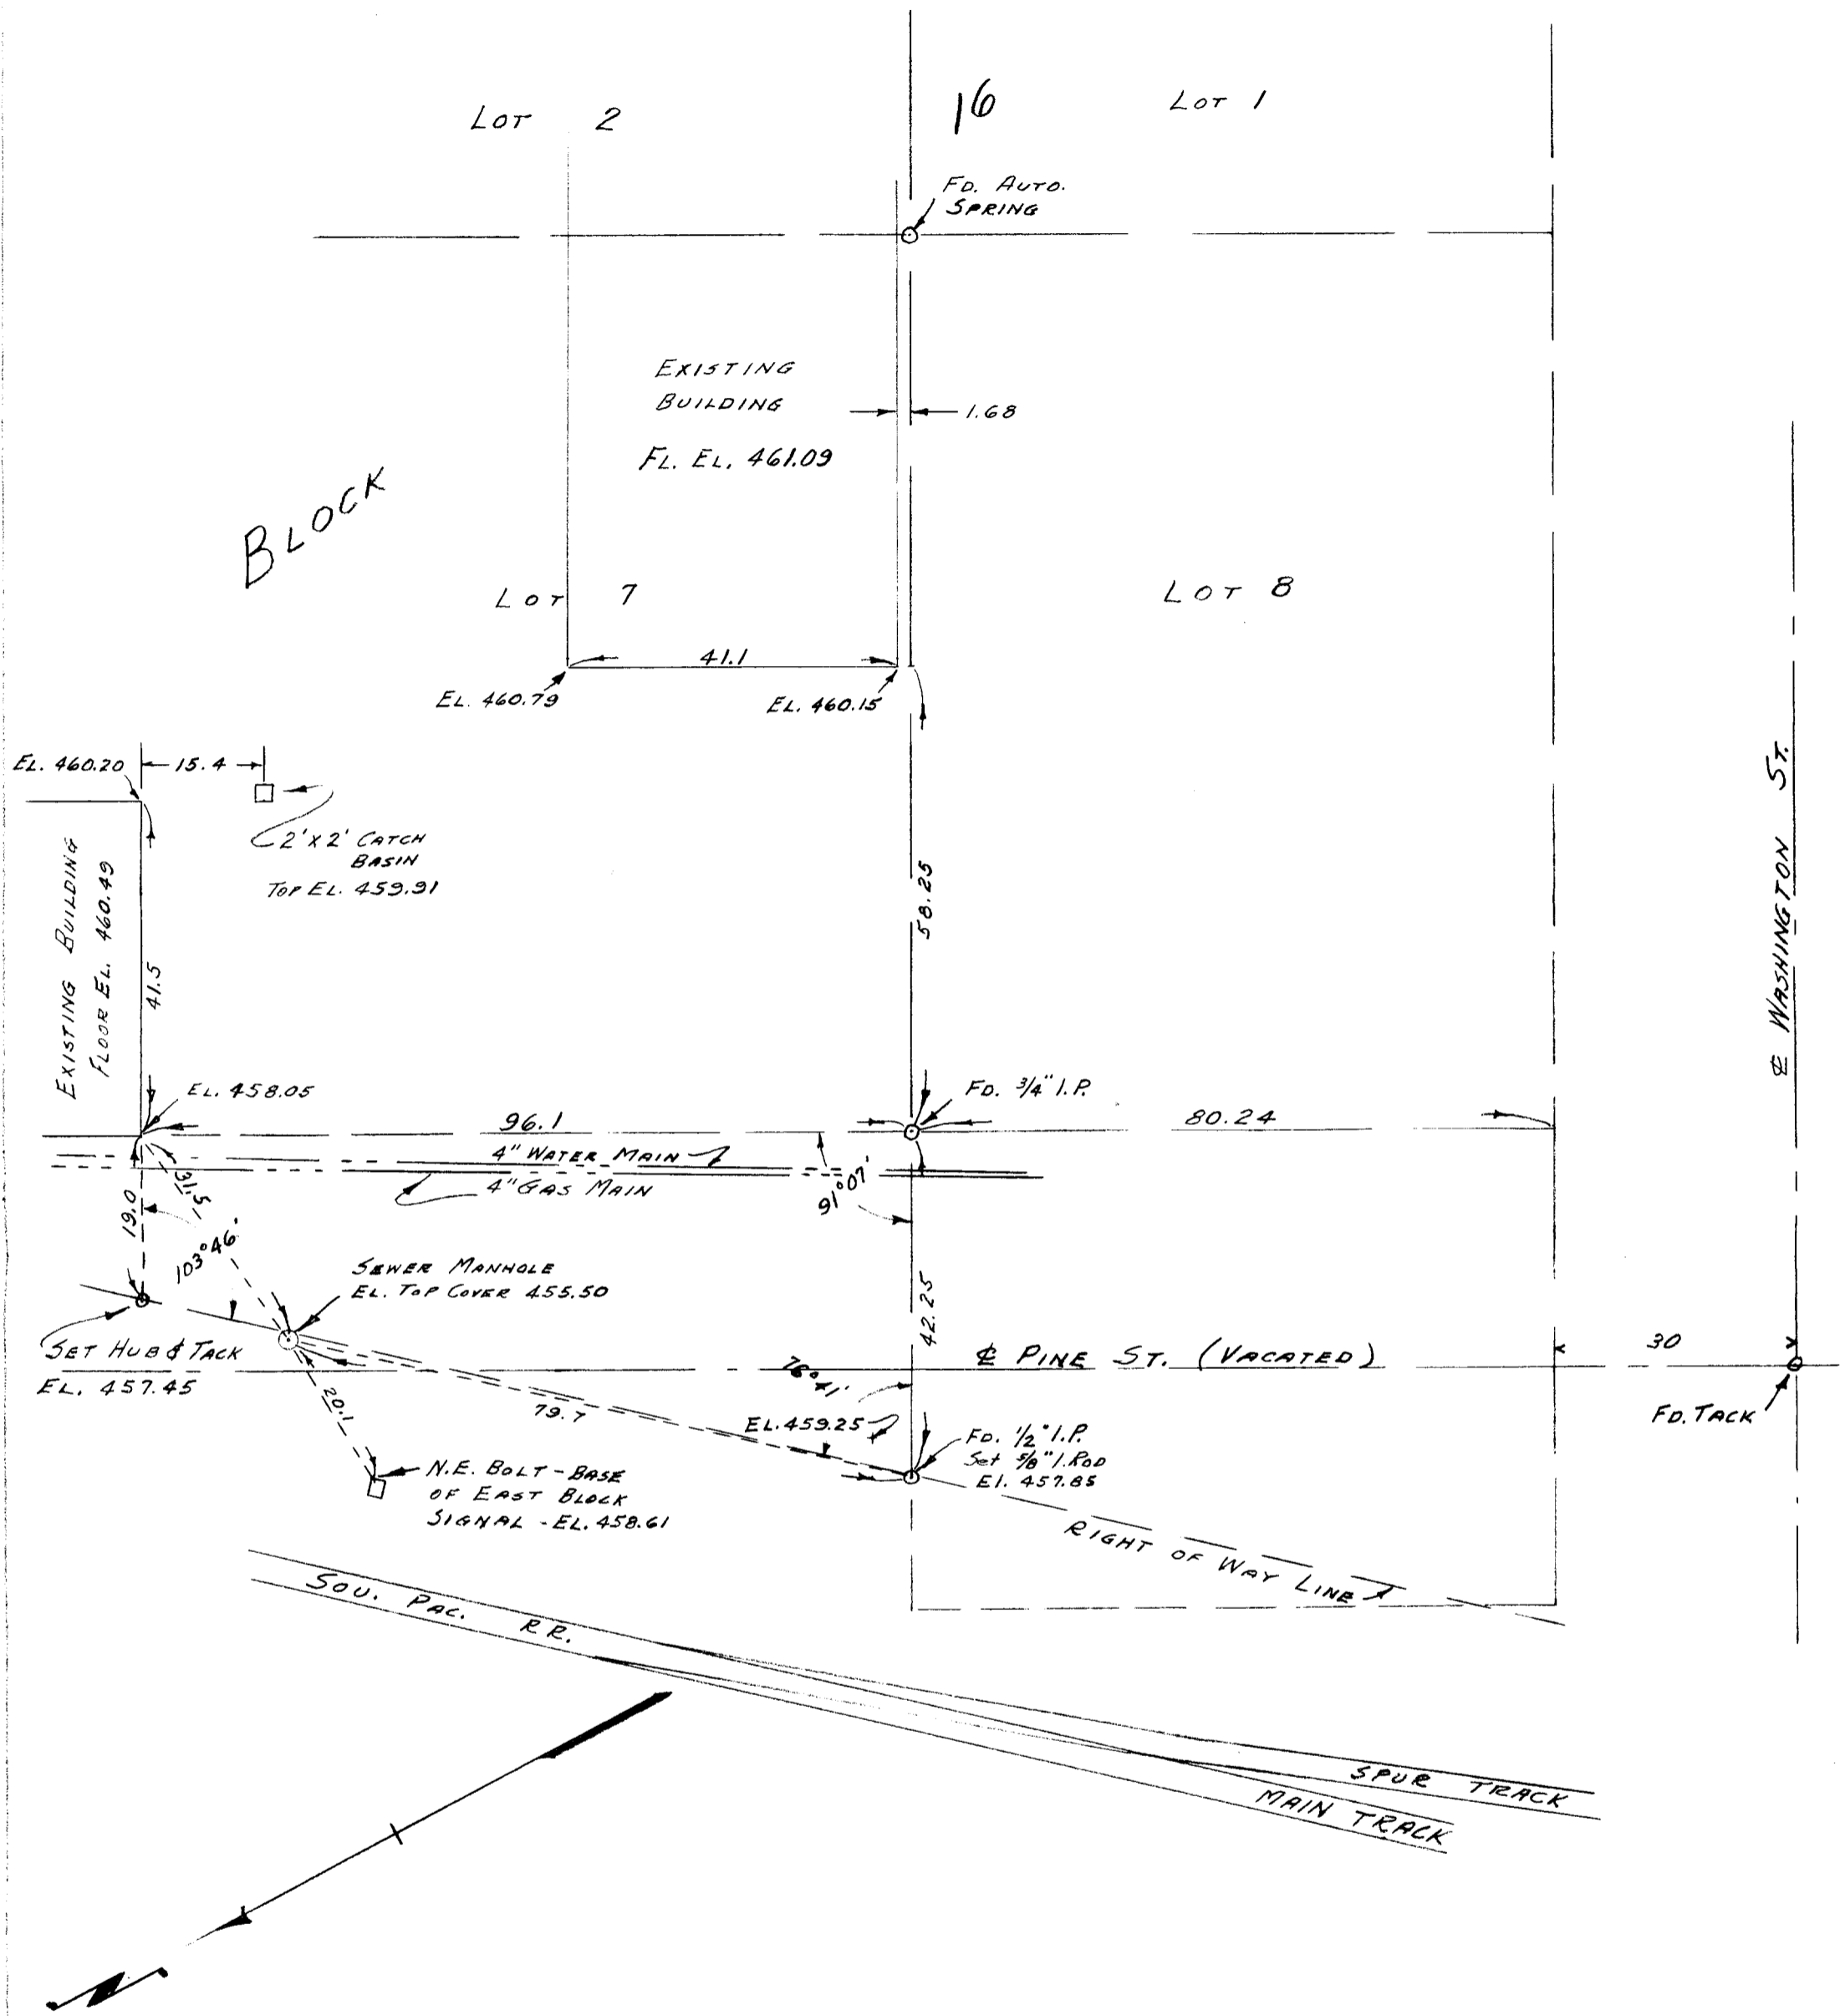 LOT 2
16
LOT 1
FD. AUTO.
SPRING
EXISTING
BUILDING
1.68
FL. EL. 461.09
BLOCK
LOT 7
LOT 8
41.1
EL. 460.79
EL. 460.15
EL. 460.20
15.4
2'X2' CATCH
BASIN
TOP EL. 459.91
EXISTING BUILDING
FLOOR EL. 460.49
41.5
58.25
₵ WASHINGTON ST.
EL. 458.05
FD. 3/4" I.P.
96.1
80.24
4" WATER MAIN
4" GAS MAIN
91°07'
19.0
31.5
103°46'
SEWER MANHOLE
EL. TOP COVER 455.50
42.25
SET HUB & TACK
EL. 457.45
₵ PINE ST. (VACATED)
30
FD. TACK
76°41'
20.1
79.7
EL. 459.25
FD. 1/2" I.P.
Set 5/8" I. ROD
El. 457.85
N.E. BOLT - BASE
OF EAST BLOCK
SIGNAL - EL. 458.61
RIGHT OF WAY LINE
SOU. PAC. R.R.
SPUR TRACK
MAIN TRACK
N